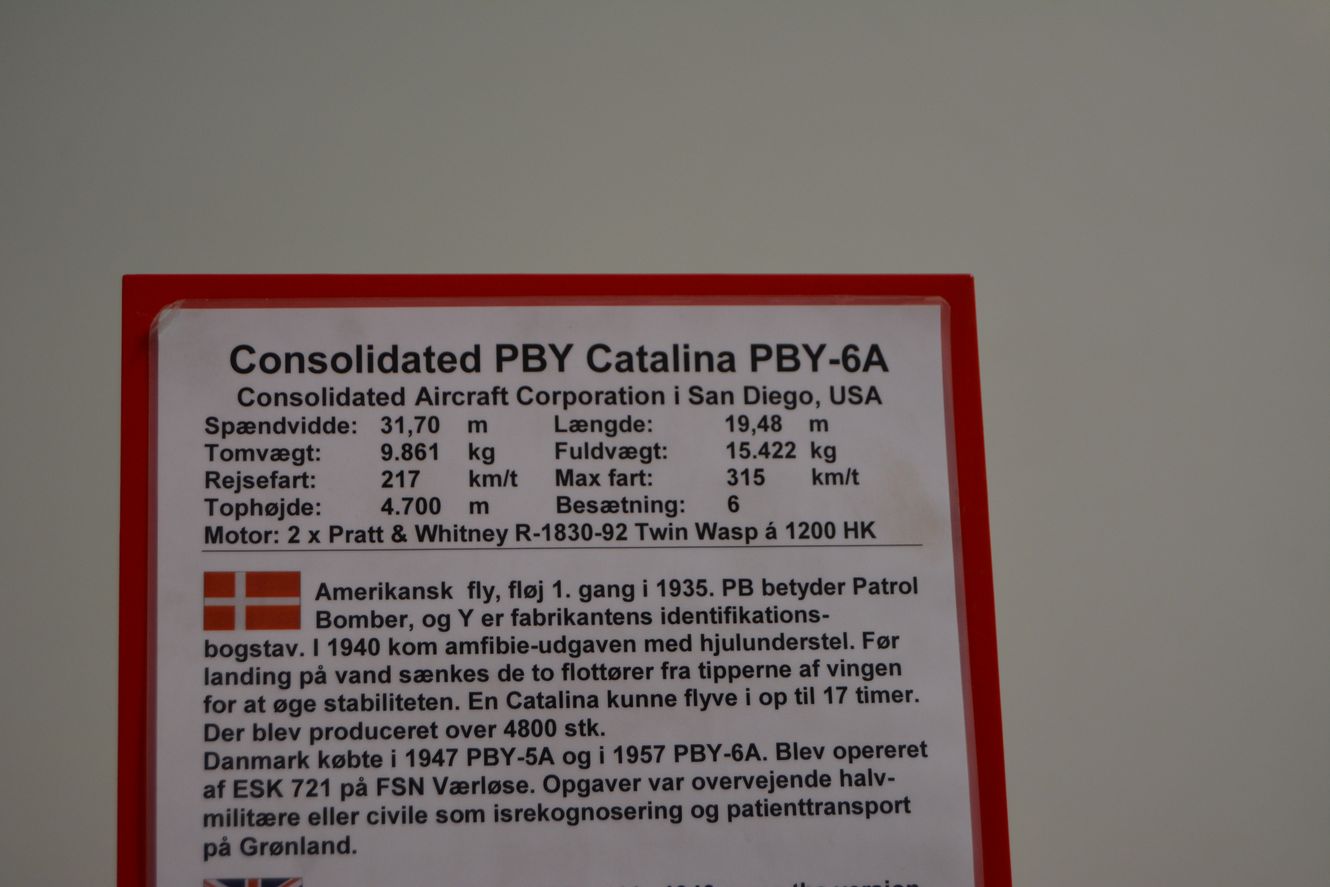 Consolidated PBY Catalina PBY-6A
Consolidated Aircraft Corporation i San Diego, USA
Spændvidde: 31,70 m Længde: 19,48 m
Tomvægt: 9.861 kg Fuldvægt: 15.422 kg
Rejsefart: 217 km/t Max fart: 315 km/t
Tophøjde: 4.700 m Besætning: 6
Motor: 2 x Pratt & Whitney R-1830-92 Twin Wasp á 1200 HK
Amerikansk fly, fløj 1. gang i 1935. PB betyder Patrol
Bomber, og Y er fabrikantens identifikations-
bogstav. I 1940 kom amfibie-udgaven med hjulunderstel. Før
landing på vand sænkes de to flottører fra tipperne af vingen
for at øge stabiliteten. En Catalina kunne flyve i op til 17 timer.
Der blev produceret over 4800 stk.
Danmark købte i 1947 PBY-5A og i 1957 PBY-6A. Blev opereret
af ESK 721 på FSN Værløse. Opgaver var overvejende halv-
militære eller civile som isrekognosering og patienttransport
på Grønland.